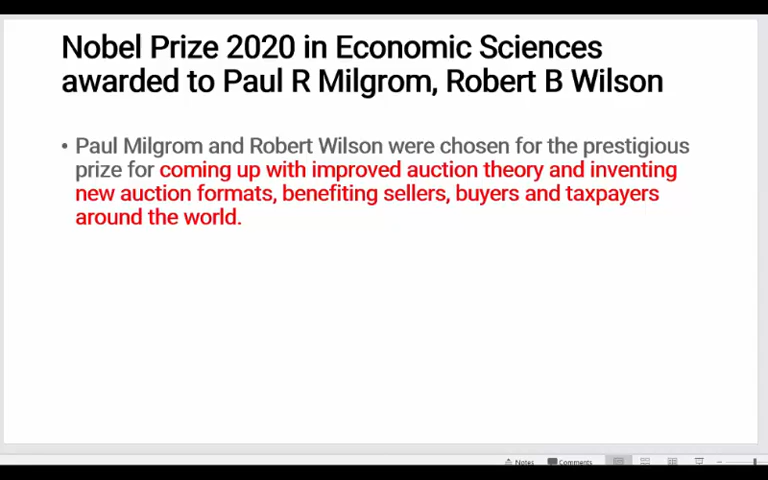 Nobel Prize 2020 in Economic Sciences
awarded to Paul R Milgrom, Robert B Wilson
• Paul Milgrom and Robert Wilson were chosen for the prestigious
prize for coming up with improved auction theory and inventing
new auction formats, benefiting sellers, buyers and taxpayers
around the world.
Notes Comments